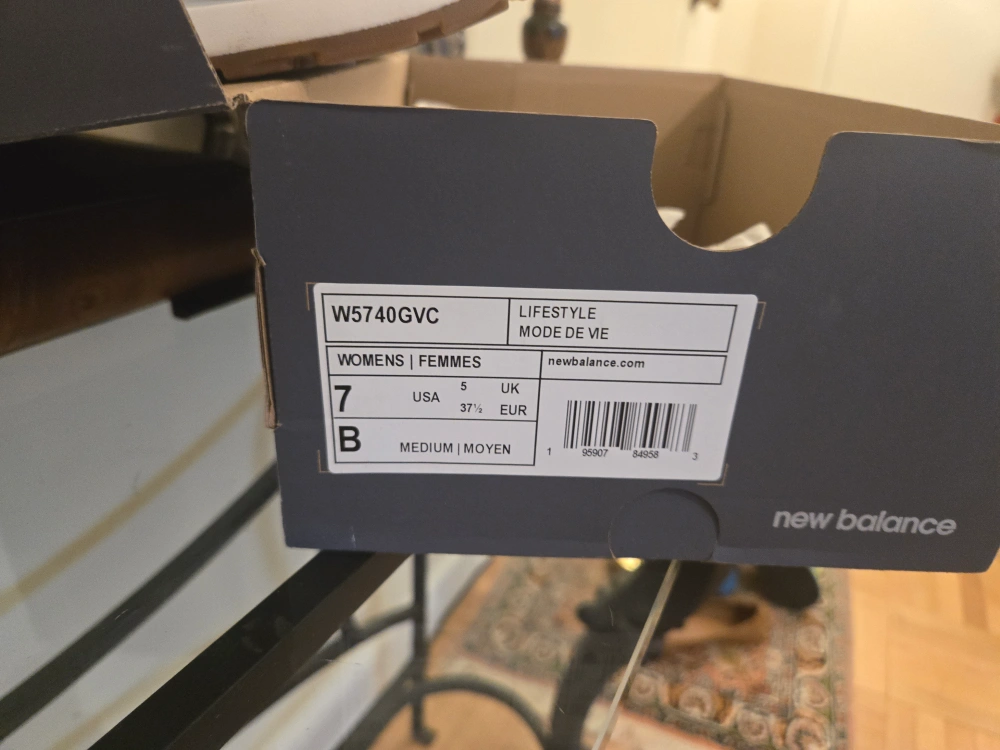 W5740GVC
LIFESTYLE
MODE DE VIE
WOMENS | FEMMES
newbalance.com
7 USA 5 UK
37½ EUR
B MEDIUM | MOYEN
1 95907 84958 3
new balance